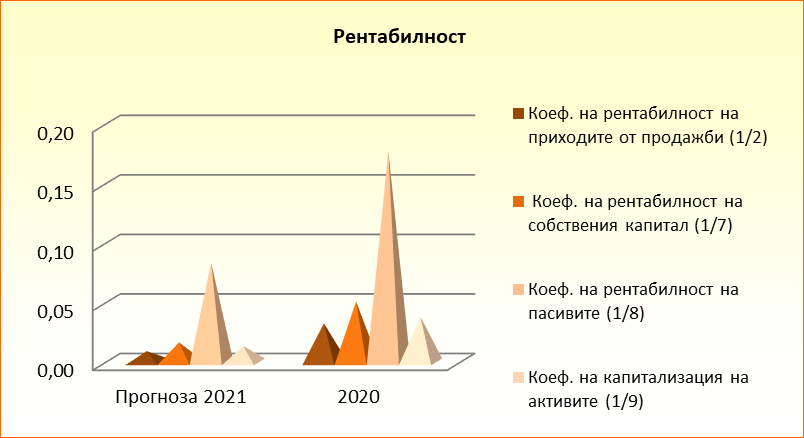 Рентабилност
0,20
0,15
0,10
0,05
0,00
Прогноза 2021
2020
Коеф. на рентабилност на
приходите от продажби (1/2)
Коеф. на рентабилност на
собствения капитал (1/7)
Коеф. на рентабилност на
пасивите (1/8)
Коеф. на капитализация на
активите (1/9)